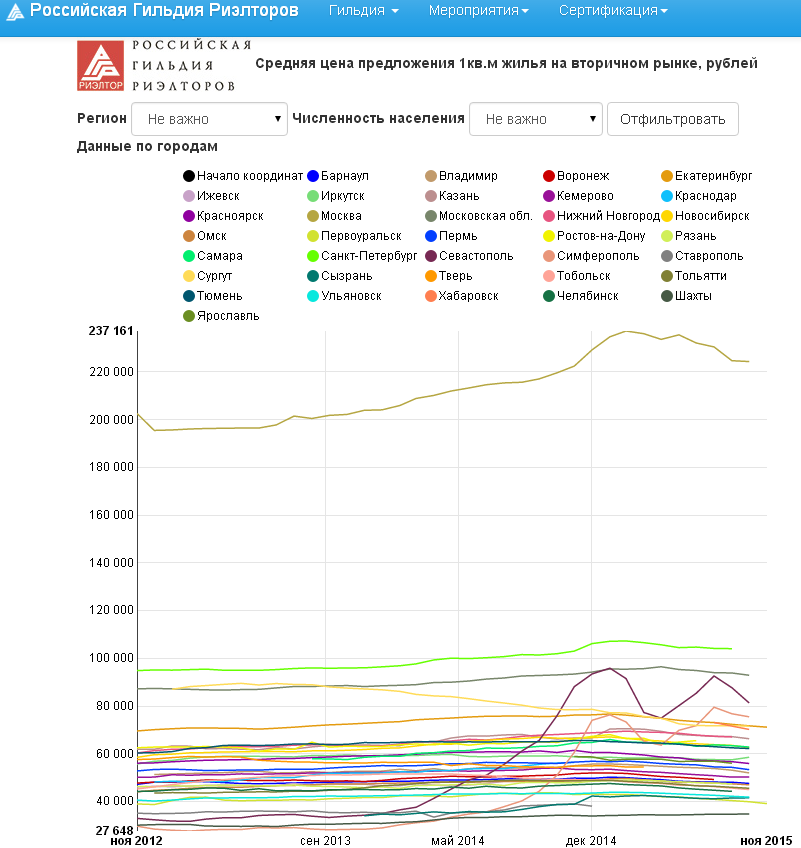 Российская Гильдия Риэлторов Гильдия Мероприятия Сертификация
РОССИЙСКАЯ
ГИЛЬДИЯ
РИЭЛТОРОВ
РИЭЛТОР
Средняя цена предложения 1кв.м жилья на вторичном рынке, рублей
Регион Не важно Численность населения Не важно Отфильтровать
Данные по городам
Начало координат Барнаул Владимир Воронеж Екатеринбург
Ижевск Иркутск Казань Кемерово Краснодар
Красноярск Москва Московская обл. Нижний Новгород Новосибирск
Омск Первоуральск Пермь Ростов-на-Дону Рязань
Самара Санкт-Петербург Севастополь Симферополь Ставрополь
Сургут Сызрань Тверь Тобольск Тольятти
Тюмень Ульяновск Хабаровск Челябинск Шахты
Ярославль
237 161
220 000
200 000
180 000
160 000
140 000
120 000
100 000
80 000
60 000
40 000
27 648
ноя 2012 сен 2013 май 2014 дек 2014 ноя 2015